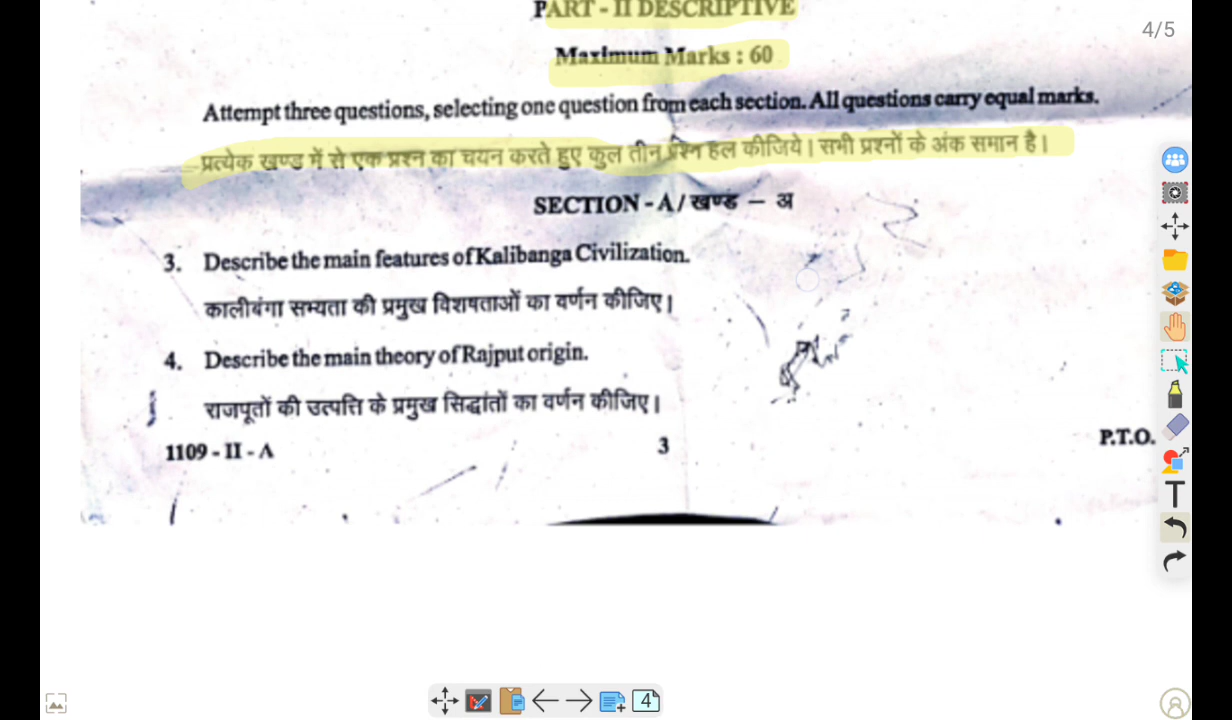 4/5
PART - II DESCRIPTIVE
Maximum Marks : 60
Attempt three questions, selecting one question from each section. All questions carry equal marks.
प्रत्येक खण्ड में से एक प्रश्न का चयन करते हुए कुल तीन प्रश्न हल कीजिये। सभी प्रश्नों के अंक समान है।
SECTION - A / खण्ड – अ
3. Describe the main features of Kalibanga Civilization.
कालीबंगा सभ्यता की प्रमुख विशषताओं का वर्णन कीजिए।
4. Describe the main theory of Rajput origin.
राजपूतों की उत्पत्ति के प्रमुख सिद्धांतों का वर्णन कीजिए।
1109 - II - A 3 P.T.O.
T
4